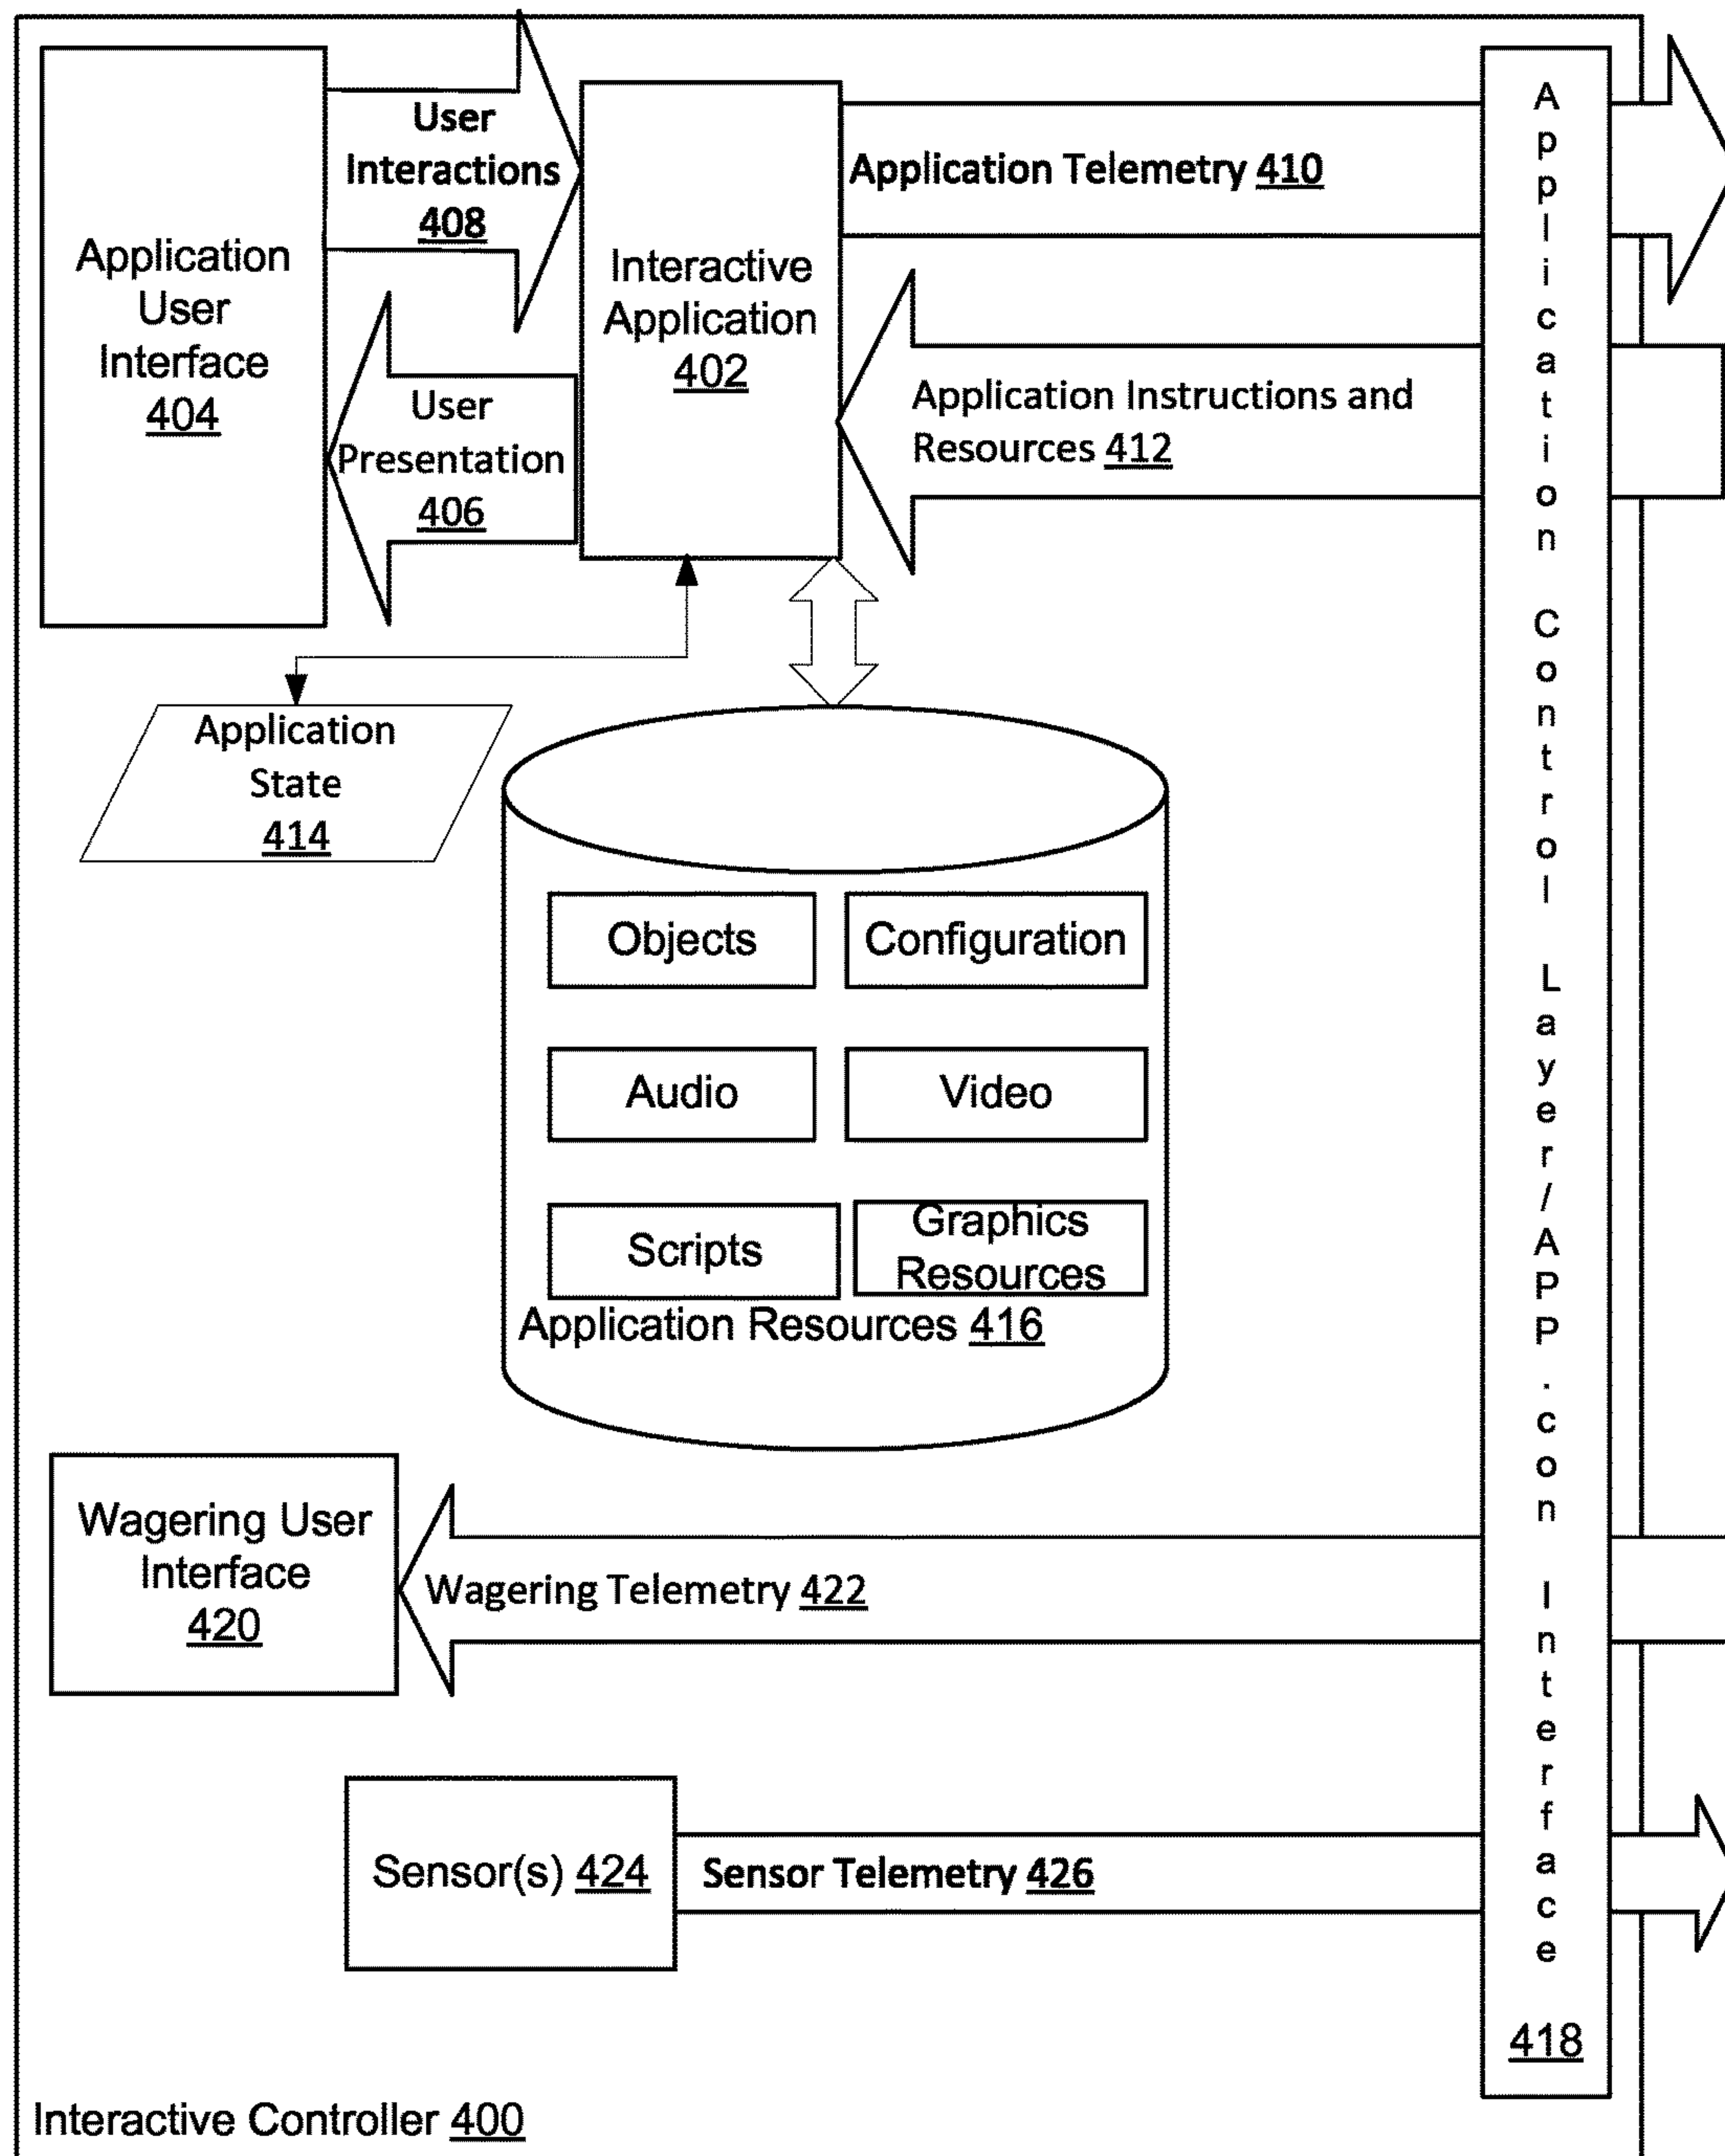 Application
User
Interface
404
User
Interactions
408
User
Presentation
406
Interactive
Application
402
Application Telemetry 410
Application Instructions and
Resources 412
Application
State
414
Objects
Configuration
Audio
Video
Scripts
Graphics
Resources
Application Resources 416
Wagering User
Interface
420
Wagering Telemetry 422
Sensor(s) 424
Sensor Telemetry 426
Application Control Layer/APP.con Interface
418
Interactive Controller 400